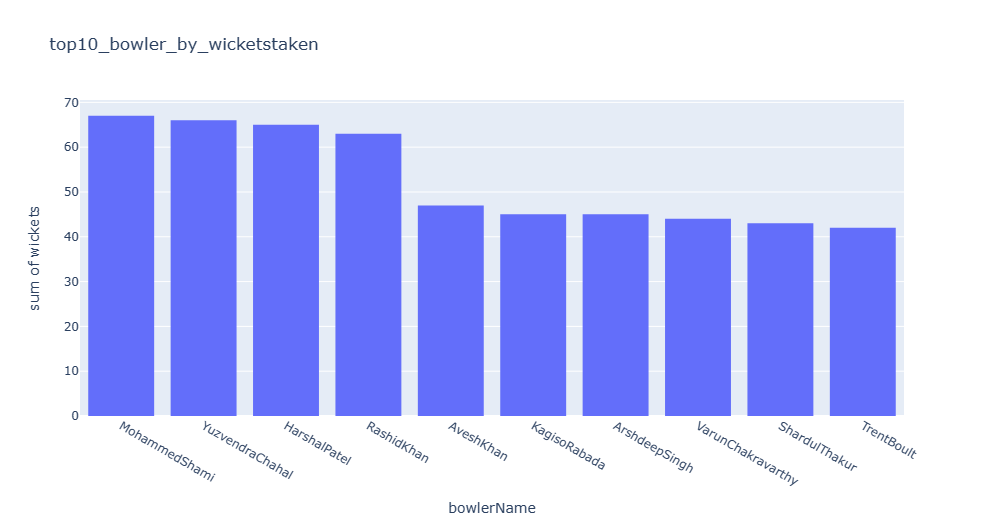 top10_bowler_by_wicketstaken
70
60
50
40
30
20
10
0
sum of wickets
MohammedShami
YuzvendraChahal
HarshalPatel
RashidKhan
AveshKhan
KagisoRabada
ArshdeepSingh
VarunChakravarthy
ShardulThakur
TrentBoult
bowlerName